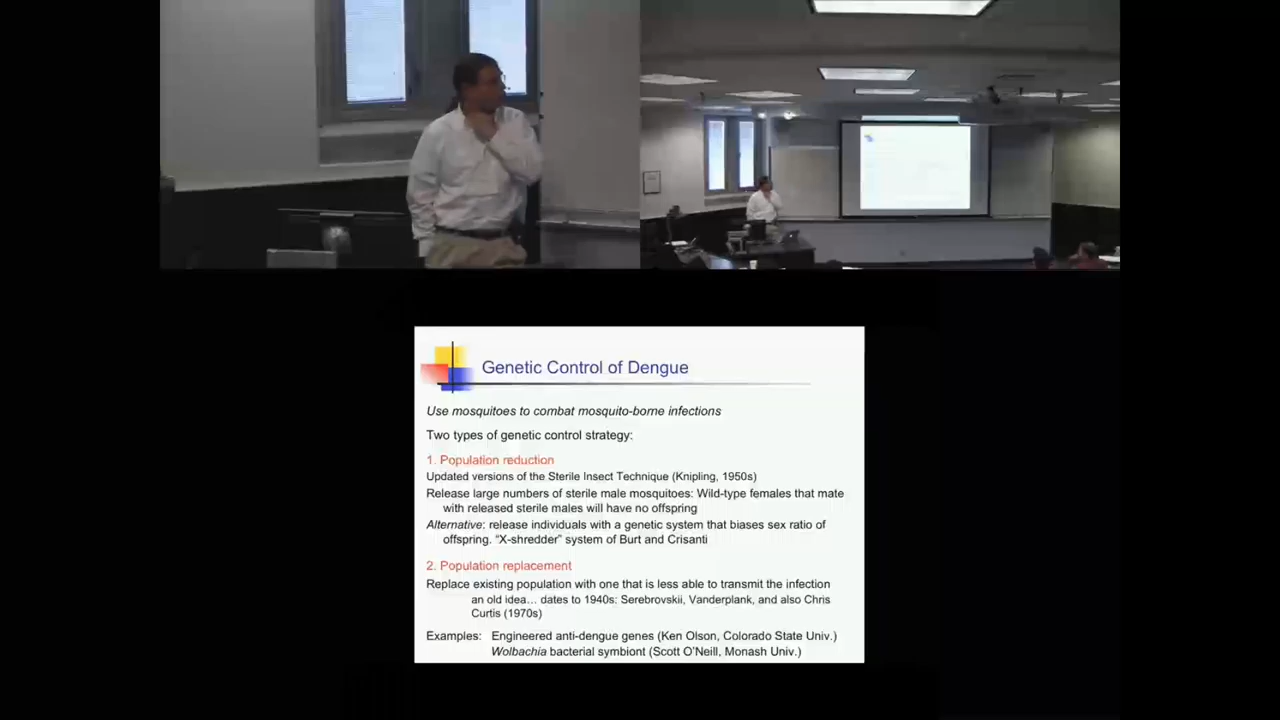 Genetic Control of Dengue
Use mosquitoes to combat mosquito-borne infections
Two types of genetic control strategy:
1. Population reduction
Updated versions of the Sterile Insect Technique (Knipling, 1950s)
Release large numbers of sterile male mosquitoes: Wild-type females that mate
with released sterile males will have no offspring
Alternative: release individuals with a genetic system that biases sex ratio of
offspring. “X-shredder” system of Burt and Crisanti
2. Population replacement
Replace existing population with one that is less able to transmit the infection
an old idea... dates to 1940s: Serebrovskii, Vanderplank, and also Chris
Curtis (1970s)
Examples: Engineered anti-dengue genes (Ken Olson, Colorado State Univ.)
Wolbachia bacterial symbiont (Scott O’Neill, Monash Univ.)